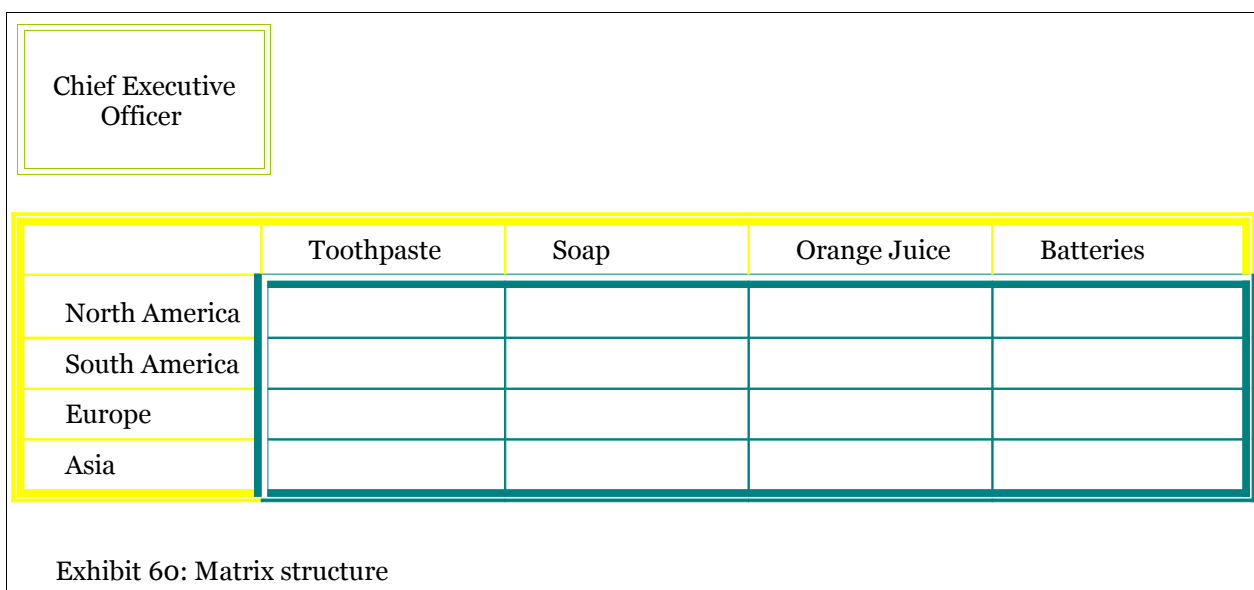 Chief Executive
Officer
Toothpaste Soap Orange Juice Batteries
North America
South America
Europe
Asia
Exhibit 60: Matrix structure